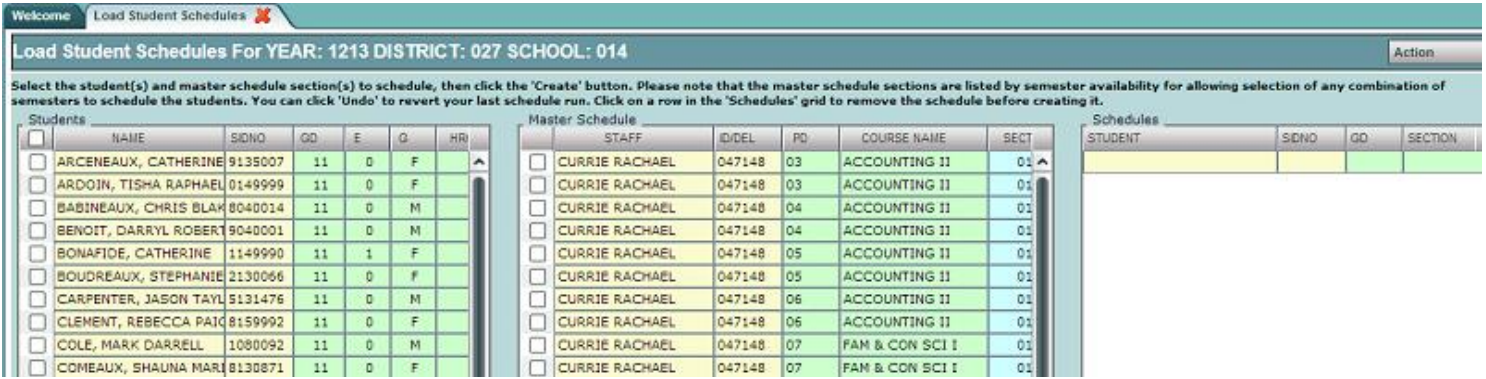 Welcome Load Student Schedules
Load Student Schedules For YEAR: 1213 DISTRICT: 027 SCHOOL: 014 Action
Select the student(s) and master schedule section(s) to schedule, then click the 'Create' button. Please note that the master schedule sections are listed by semester availability for allowing selection of any combination of
semesters to schedule the students. You can click 'Undo' to revert your last schedule run. Click on a row in the 'Schedules' grid to remove the schedule before creating it.
Students Master Schedule Schedules
NAME SIDNO GD E G HR STAFF ID/DEL PD COURSE NAME SECT STUDENT SIDNO GD SECTION
ARCENEAUX, CATHERINE 9135007 11 0 F CURRIE RACHAEL 047148 03 ACCOUNTING II 01
ARDOIN, TISHA RAPHAEL 0149999 11 0 F CURRIE RACHAEL 047148 03 ACCOUNTING II 01
BABINEAUX, CHRIS BLAK 8040014 11 0 M CURRIE RACHAEL 047148 04 ACCOUNTING II 01
BENOIT, DARRYL ROBERT 9040001 11 0 M CURRIE RACHAEL 047148 04 ACCOUNTING II 01
BONAFIDE, CATHERINE 1149990 11 1 F CURRIE RACHAEL 047148 05 ACCOUNTING II 01
BOUDREAUX, STEPHANIE 2130066 11 0 F CURRIE RACHAEL 047148 05 ACCOUNTING II 01
CARPENTER, JASON TAYL 5131476 11 0 M CURRIE RACHAEL 047148 06 ACCOUNTING II 01
CLEMENT, REBECCA PAIG 8159992 11 0 F CURRIE RACHAEL 047148 06 ACCOUNTING II 01
COLE, MARK DARRELL 1080092 11 0 M CURRIE RACHAEL 047148 07 FAM & CON SCI I 01
COMEAUX, SHAUNA MARI 8130871 11 0 F CURRIE RACHAEL 047148 07 FAM & CON SCI I 01